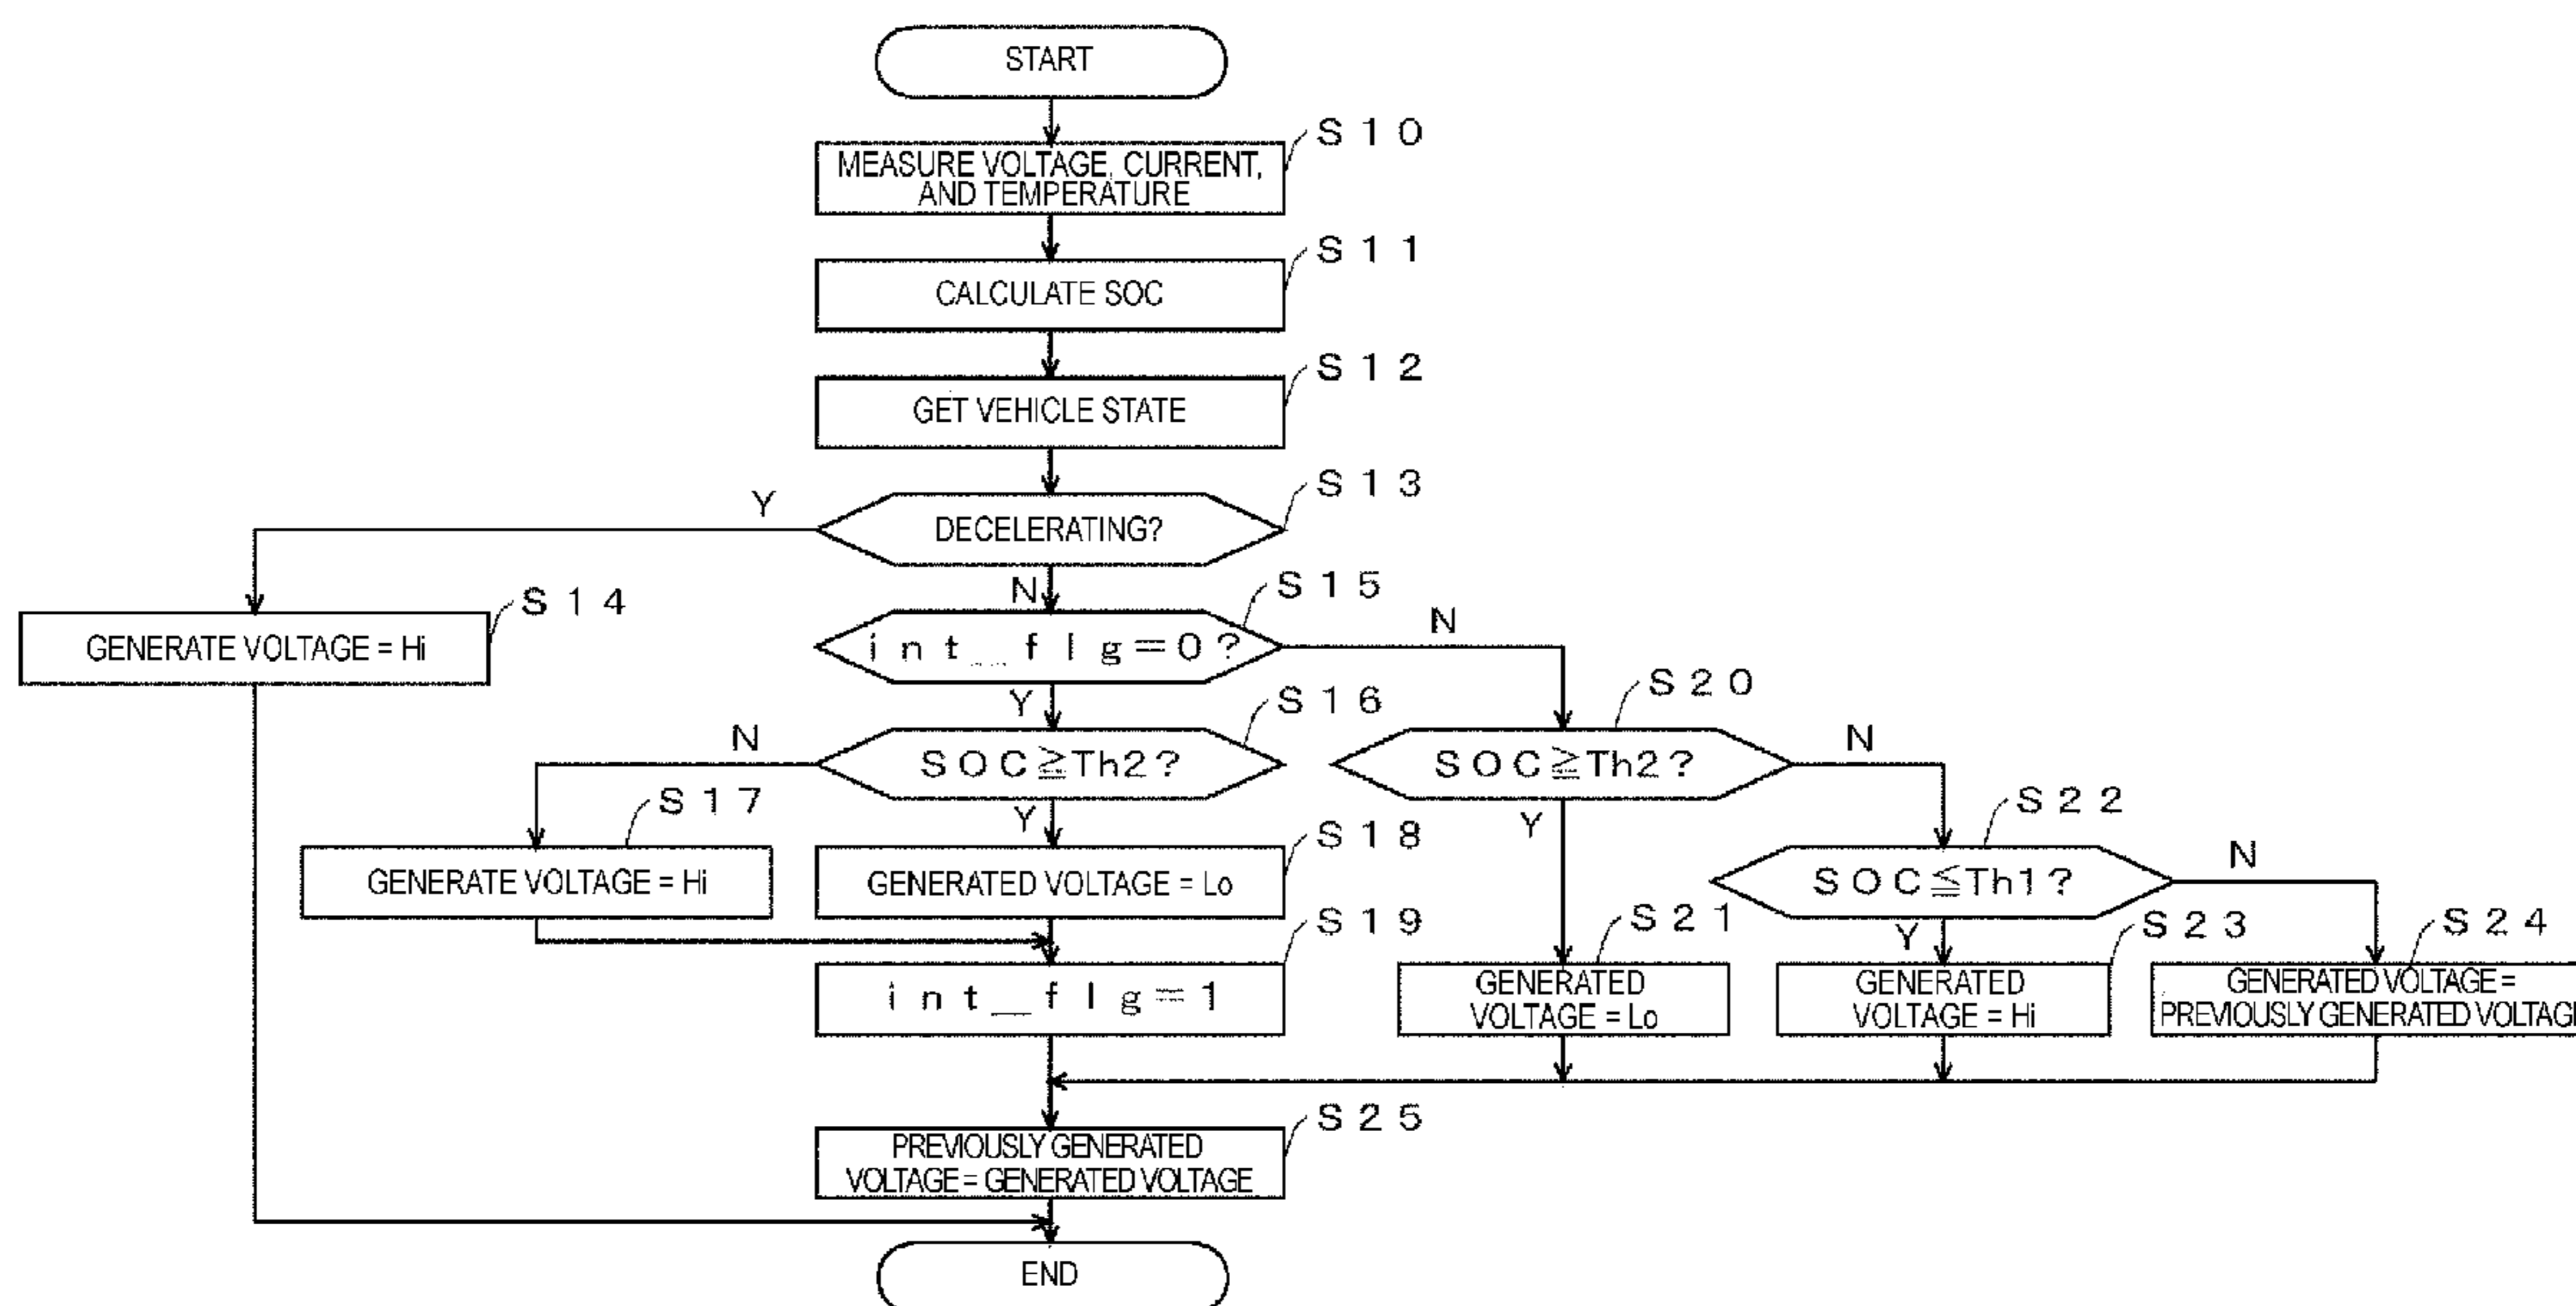 START
S10
MEASURE VOLTAGE, CURRENT,
AND TEMPERATURE
S11
CALCULATE SOC
S12
GET VEHICLE STATE
S13
Y
DECELERATING?
N
S14
GENERATE VOLTAGE = Hi
S15
int_flg=0?
N
Y
S16
N
SOC≧Th2?
Y
S20
SOC≧Th2?
N
Y
S17
GENERATE VOLTAGE = Hi
S18
GENERATED VOLTAGE = Lo
S22
SOC≦Th1?
N
Y
S19
int_flg=1
S21
GENERATED
VOLTAGE = Lo
S23
GENERATED
VOLTAGE = Hi
S24
GENERATED VOLTAGE =
PREVIOUSLY GENERATED VOLTAGE
S25
PREVIOUSLY GENERATED
VOLTAGE = GENERATED VOLTAGE
END